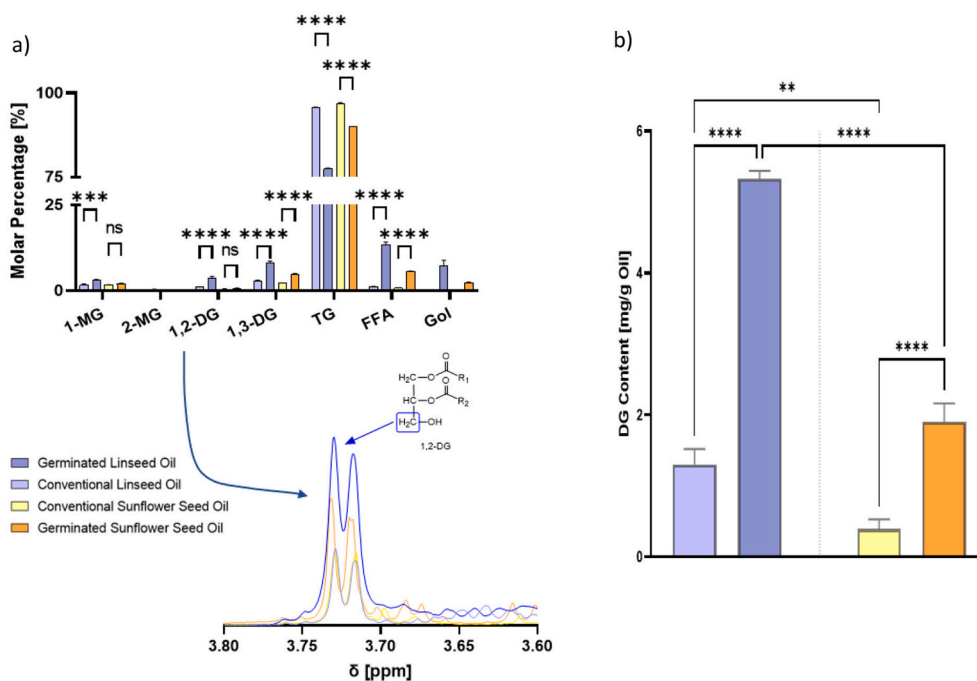 a)
****
****
Molar Percentage [%]
100
75
25
0
***
ns
****
ns
****
****
****
****
1-MG
2-MG
1,2-DG
1,3-DG
TG
FFA
Gol
Germinated Linseed Oil
Conventional Linseed Oil
Conventional Sunflower Seed Oil
Germinated Sunflower Seed Oil
O
H₂C—O R₁
O
HC—O R₂
H₂C—OH
1,2-DG
3.80
3.75
3.70
3.65
3.60
δ [ppm]
b)
**
****
****
****
DG Content [mg/g Oil]
6
4
2
0